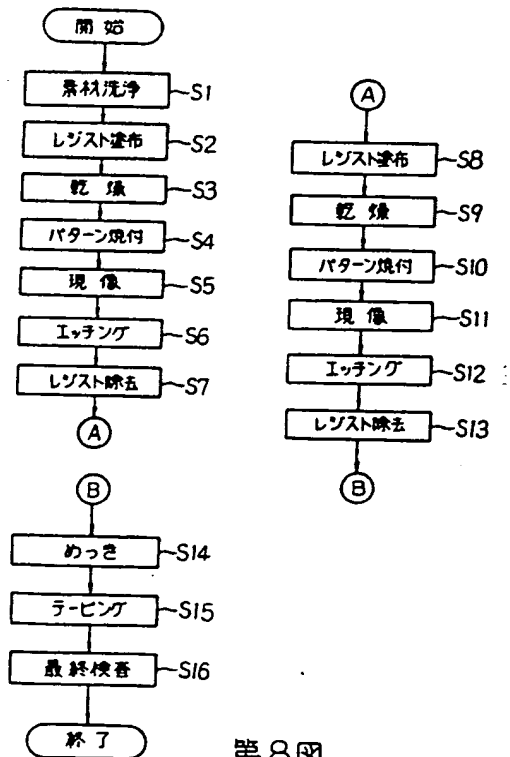 開始
素材洗浄 S1
レジスト塗布 S2
乾燥 S3
パターン焼付 S4
現像 S5
エッチング S6
レジスト除去 S7
A
A
レジスト塗布 S8
乾燥 S9
パターン焼付 S10
現像 S11
エッチング S12
レジスト除去 S13
B
B
めっき S14
テーピング S15
最終検査 S16
終了
第8図